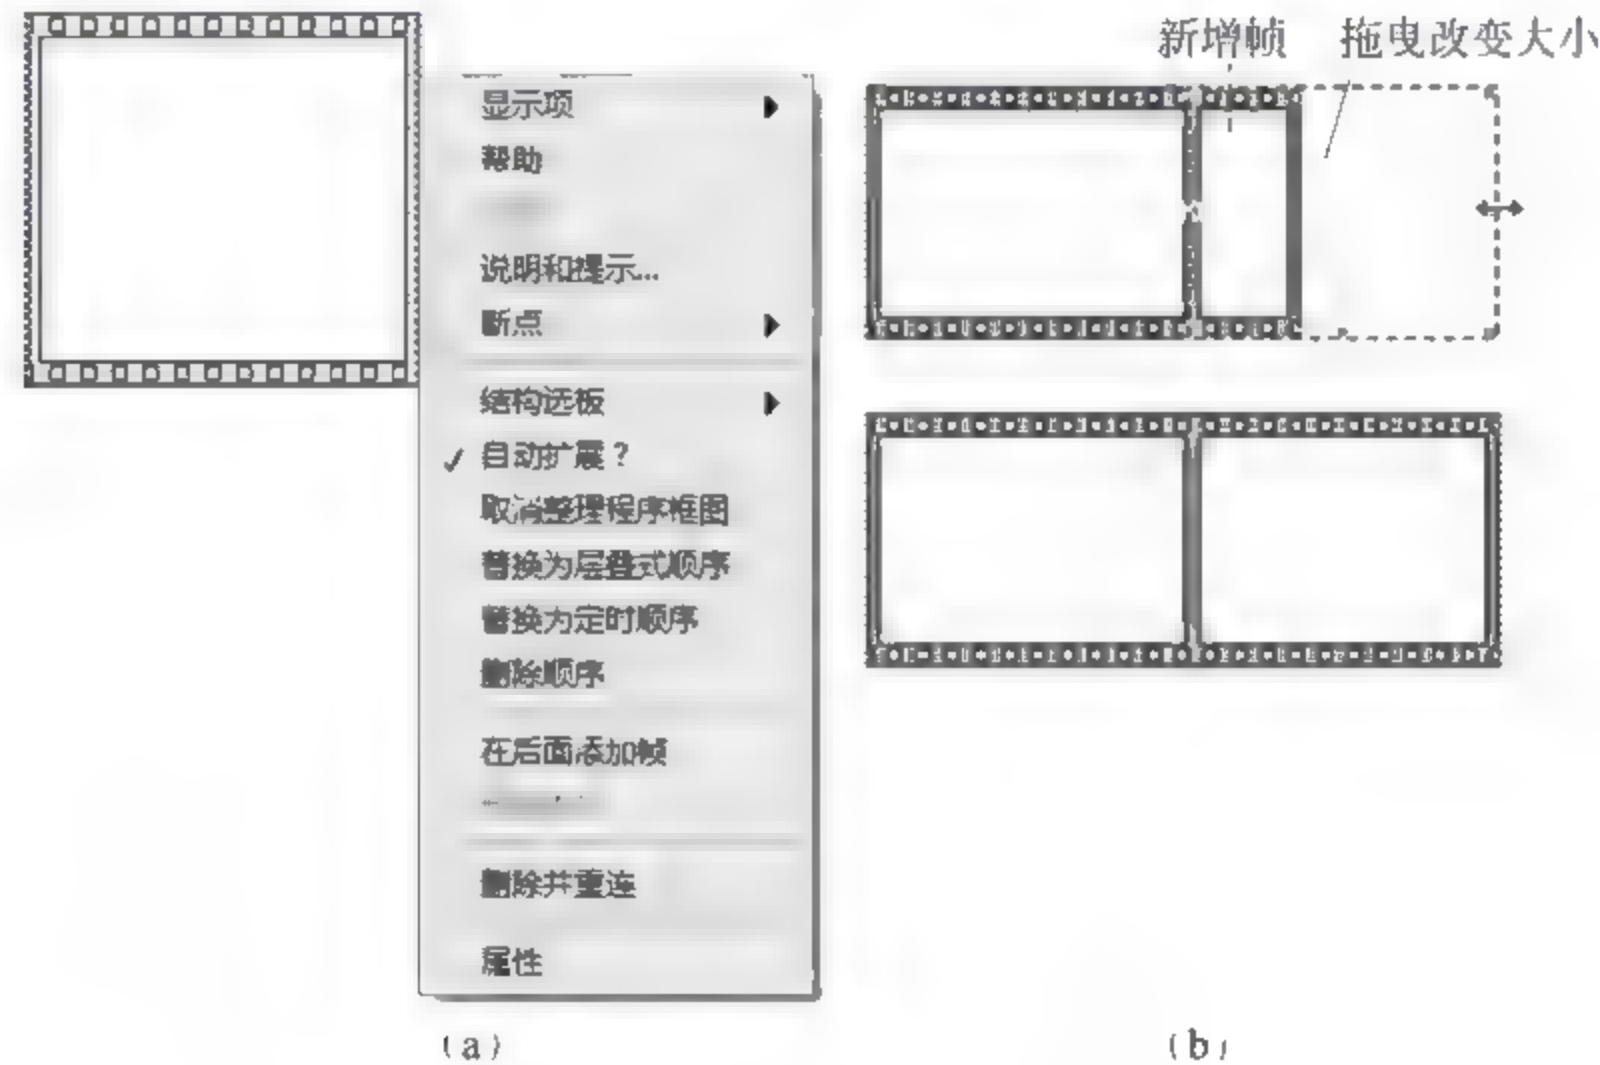 显示项
帮助
说明和提示...
断点
结构选板
自动扩展?
取消整理程序框图
替换为层叠式顺序
替换为定时顺序
删除顺序
在后面添加帧
删除并重连
属性
(a)
新增帧 拖曳改变大小
(b)